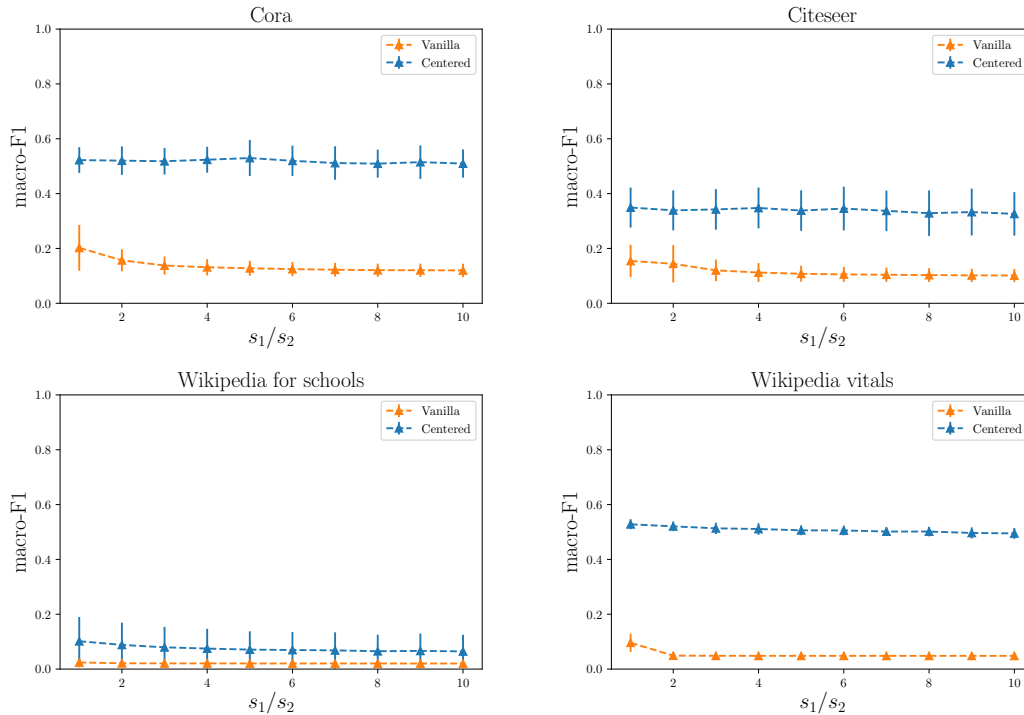 Cora
1.0
0.8
0.6
0.4
0.2
0.0
macro-F1
2 4 6 8 10
s₁/s₂
Vanilla
Centered
Citeseer
1.0
0.8
0.6
0.4
0.2
0.0
macro-F1
2 4 6 8 10
s₁/s₂
Vanilla
Centered
Wikipedia for schools
1.0
0.8
0.6
0.4
0.2
0.0
macro-F1
2 4 6 8 10
s₁/s₂
Vanilla
Centered
Wikipedia vitals
1.0
0.8
0.6
0.4
0.2
0.0
macro-F1
2 4 6 8 10
s₁/s₂
Vanilla
Centered